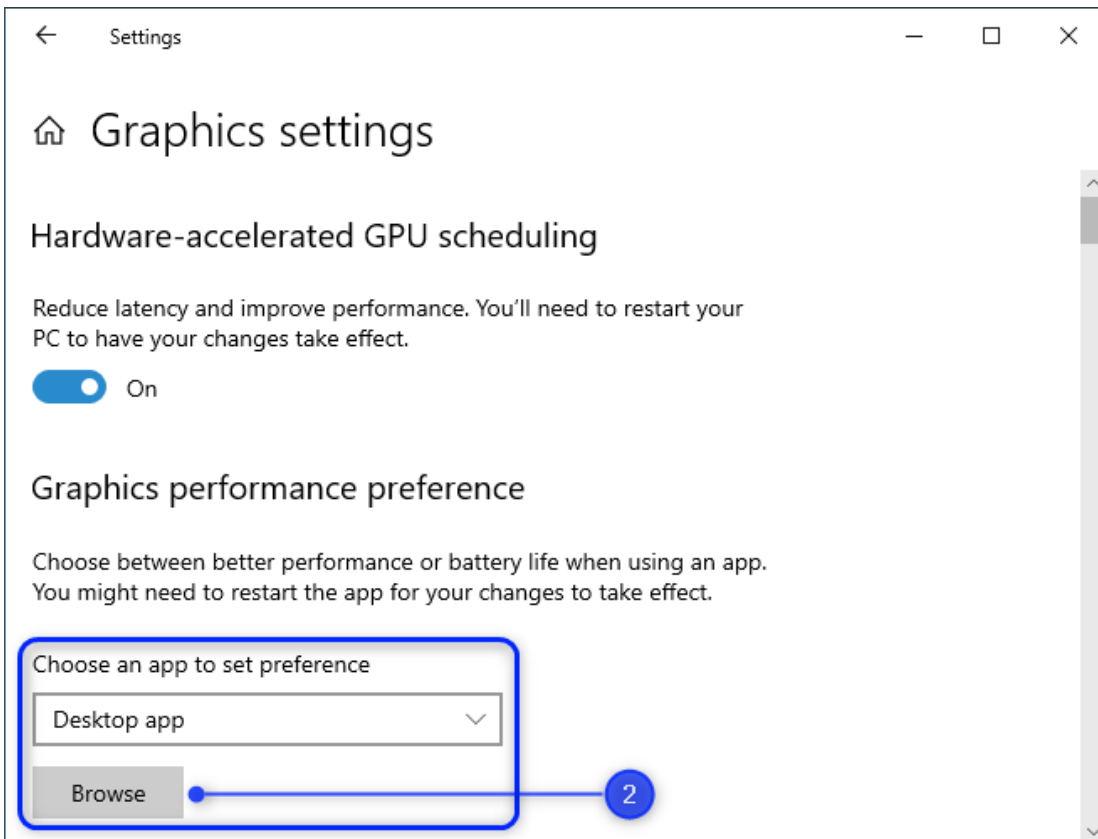 Settings
Graphics settings
Hardware-accelerated GPU scheduling
Reduce latency and improve performance. You’ll need to restart your
PC to have your changes take effect.
On
Graphics performance preference
Choose between better performance or battery life when using an app.
You might need to restart the app for your changes to take effect.
Choose an app to set preference
Desktop app
Browse
2